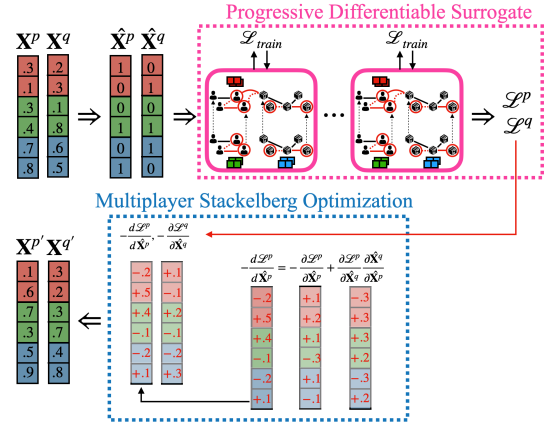 Progressive Differentiable Surrogate
X^p X^q X̂^p X̂^q
ℒ_train ℒ_train
.3 .2 1 0
.1 .3 0 1
.3 .1 0 0
.4 .8 1 1
.7 .6 0 1
.8 .5 1 0
⇒ ⇒ ··· ⇒
ℒ^p
ℒ^q
Multiplayer Stackelberg Optimization
X^p' X^q'
.1 .3
.6 .2
.7 .3
.3 .7
.5 .4
.9 .8
⇐
-dℒ^p/dX̂^p, -∂ℒ^q/∂X̂^q
-.2 +.1
+.5 -.1
+.4 +.2
-.1 -.1
-.2 -.2
+.1 +.3
-dℒ^p/dX̂^p = -∂ℒ^p/∂X̂^p + ∂ℒ^p/∂X̂^q ∂X̂^q/∂X̂^p
-.2 +.1 -.3
+.5 +.2 +.3
+.4 +.1 +.3
-.1 -.3 +.2
-.2 +.1 -.3
+.1 -.1 +.2